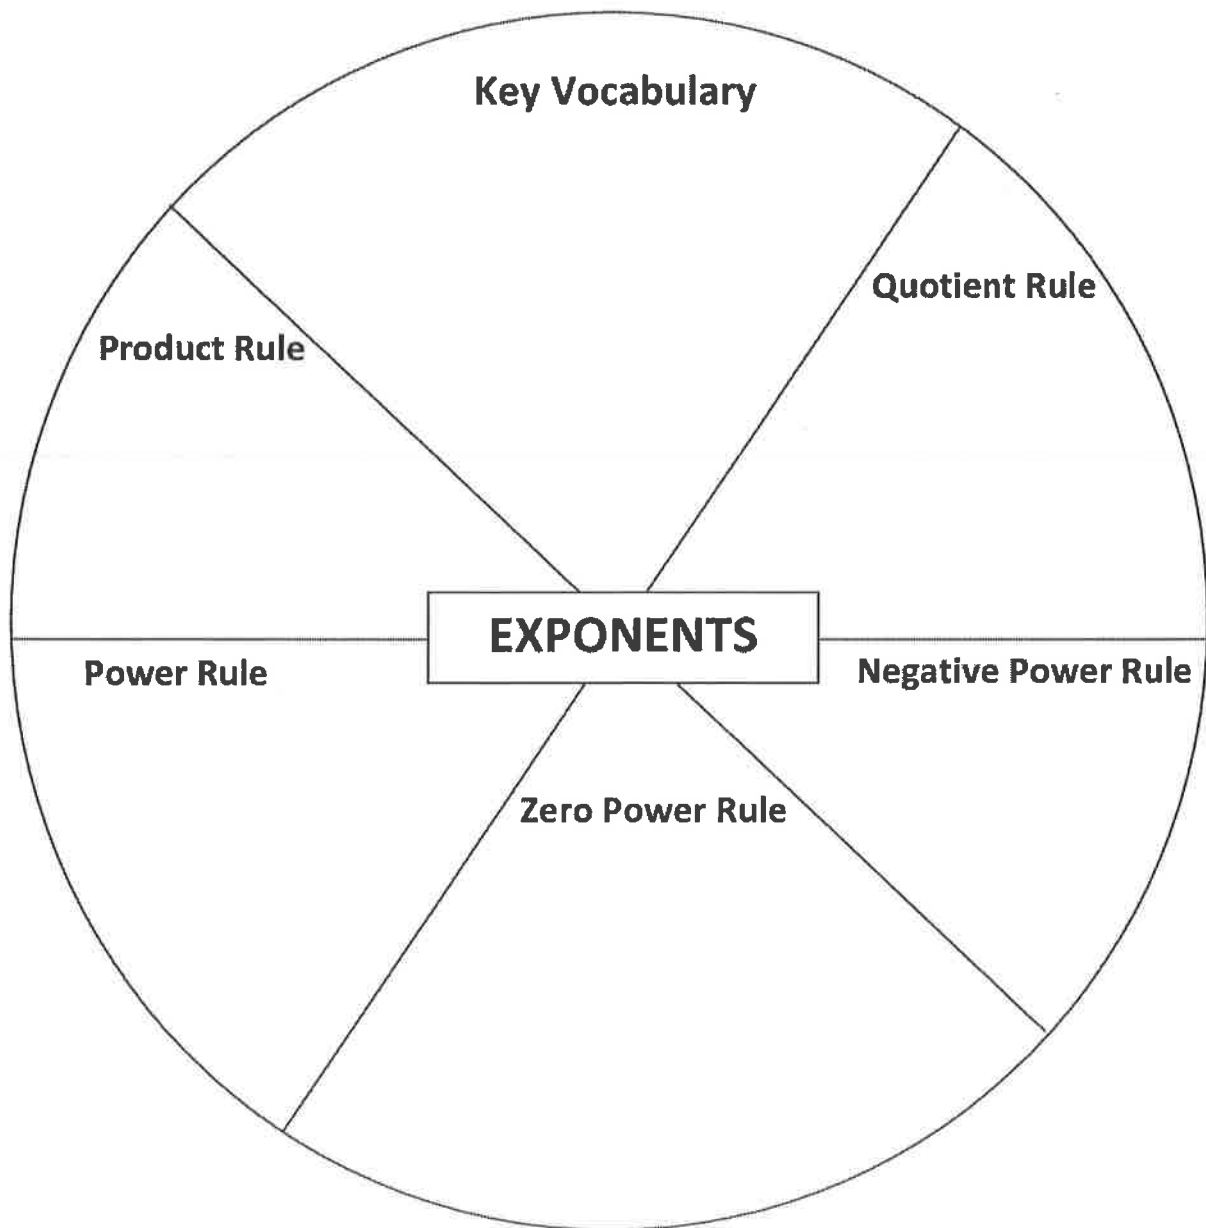 Key Vocabulary
Quotient Rule
Product Rule
EXPONENTS
Power Rule
Negative Power Rule
Zero Power Rule